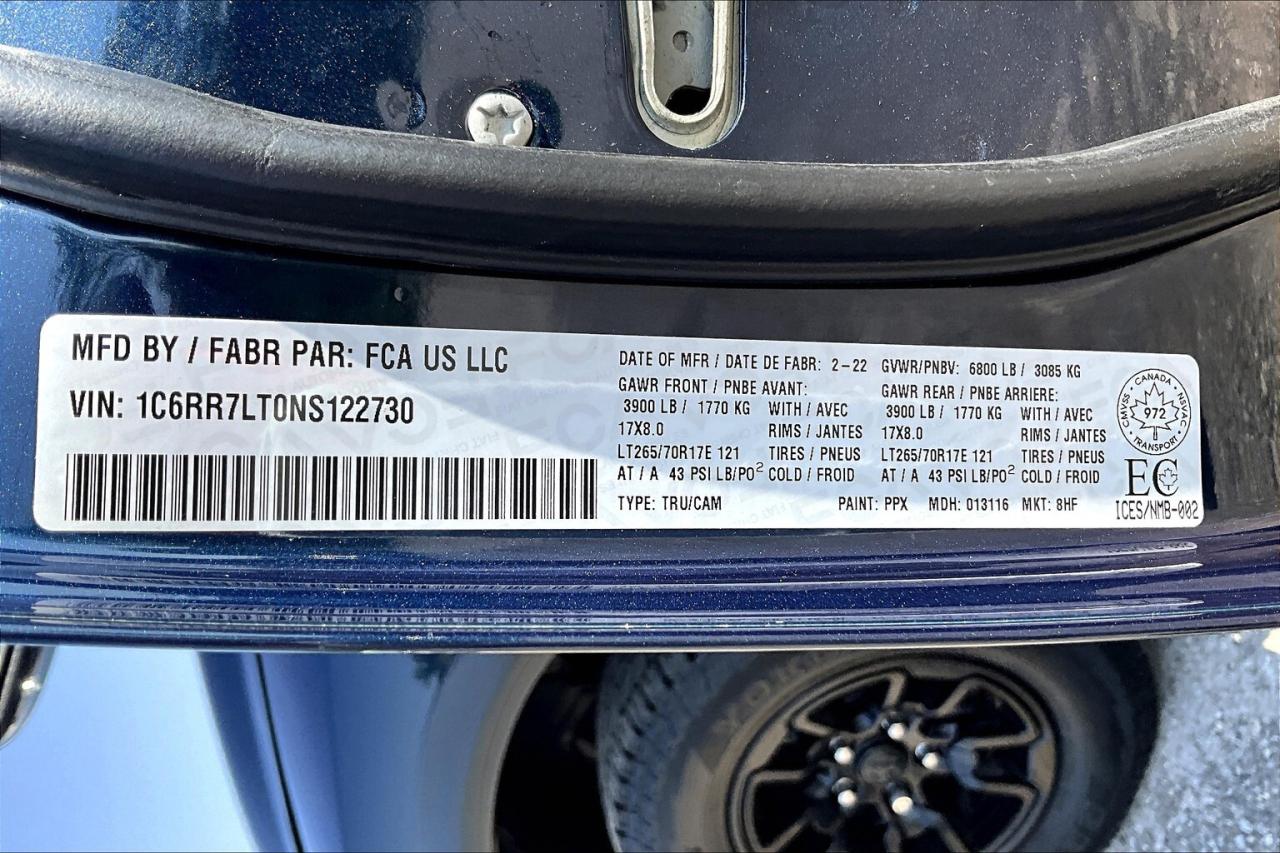 MFD BY / FABR PAR: FCA US LLC
VIN: 1C6RR7LT0NS122730
DATE OF MFR / DATE DE FABR: 2-22 GVWR/PNBV: 6800 LB / 3085 KG
GAWR FRONT / PNBE AVANT: GAWR REAR / PNBE ARRIERE:
3900 LB / 1770 KG WITH / AVEC 3900 LB / 1770 KG WITH / AVEC
17X8.0 RIMS / JANTES 17X8.0 RIMS / JANTES
LT265/70R17E 121 TIRES / PNEUS LT265/70R17E 121 TIRES / PNEUS
AT / A 43 PSI LB/PO² COLD / FROID AT / A 43 PSI LB/PO² COLD / FROID
TYPE: TRU/CAM PAINT: PPX MDH: 013116 MKT: 8HF
CANADA
CMVSS 972 NSVAC
TRANSPORT
EC
ICES/NMB-002